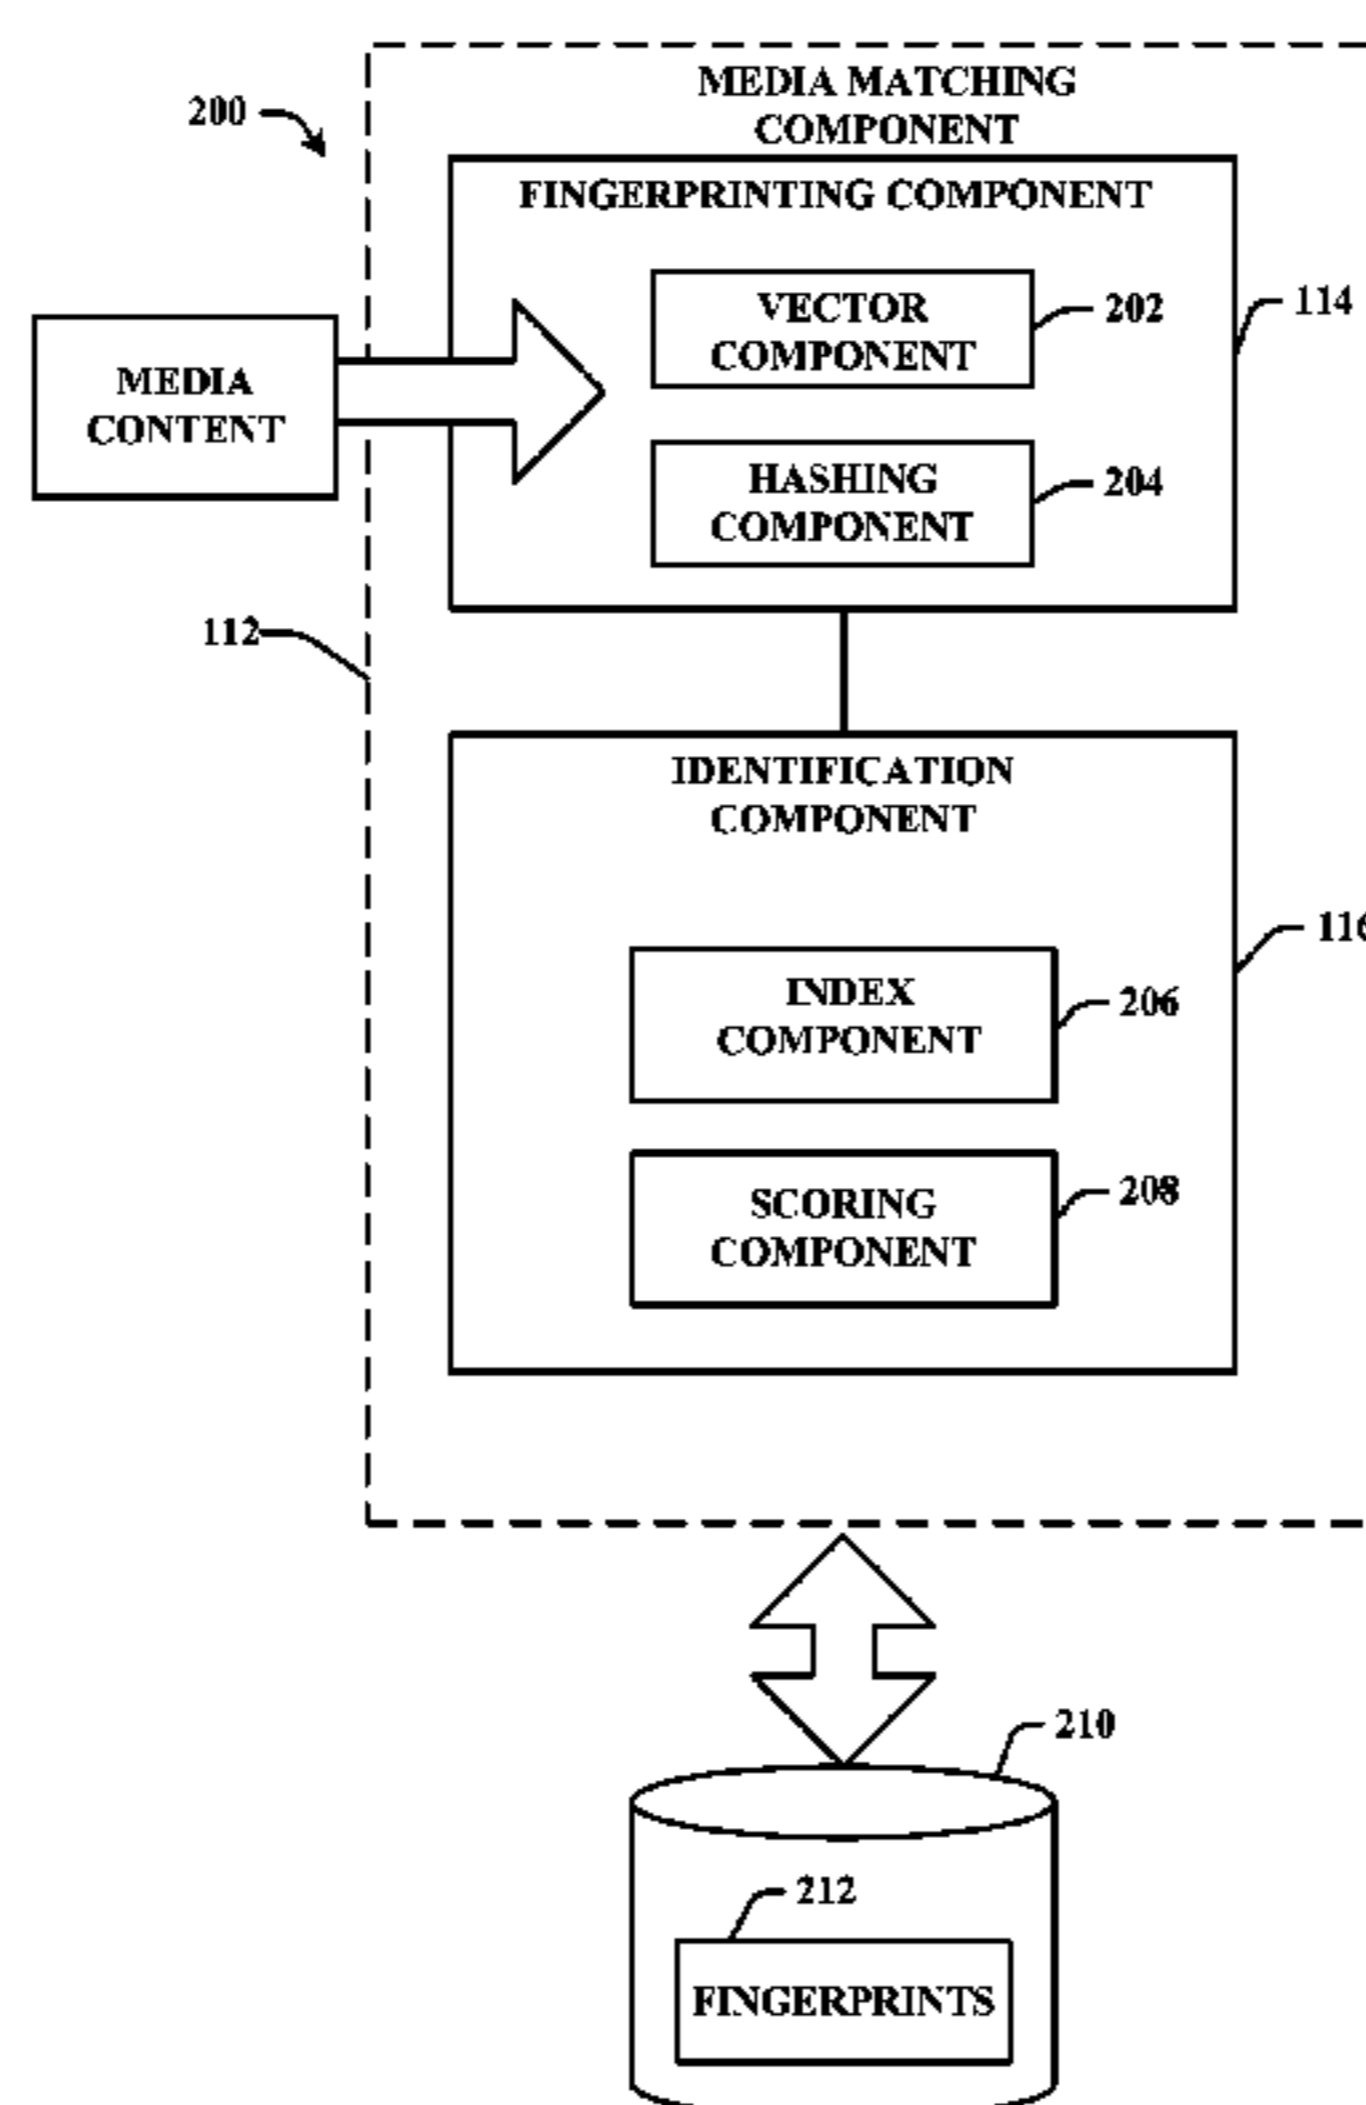 MEDIA MATCHING
COMPONENT
200
FINGERPRINTING COMPONENT
VECTOR
COMPONENT
202
114
MEDIA
CONTENT
HASHING
COMPONENT
204
112
IDENTIFICATION
COMPONENT
116
INDEX
COMPONENT
206
SCORING
COMPONENT
208
210
212
FINGERPRINTS